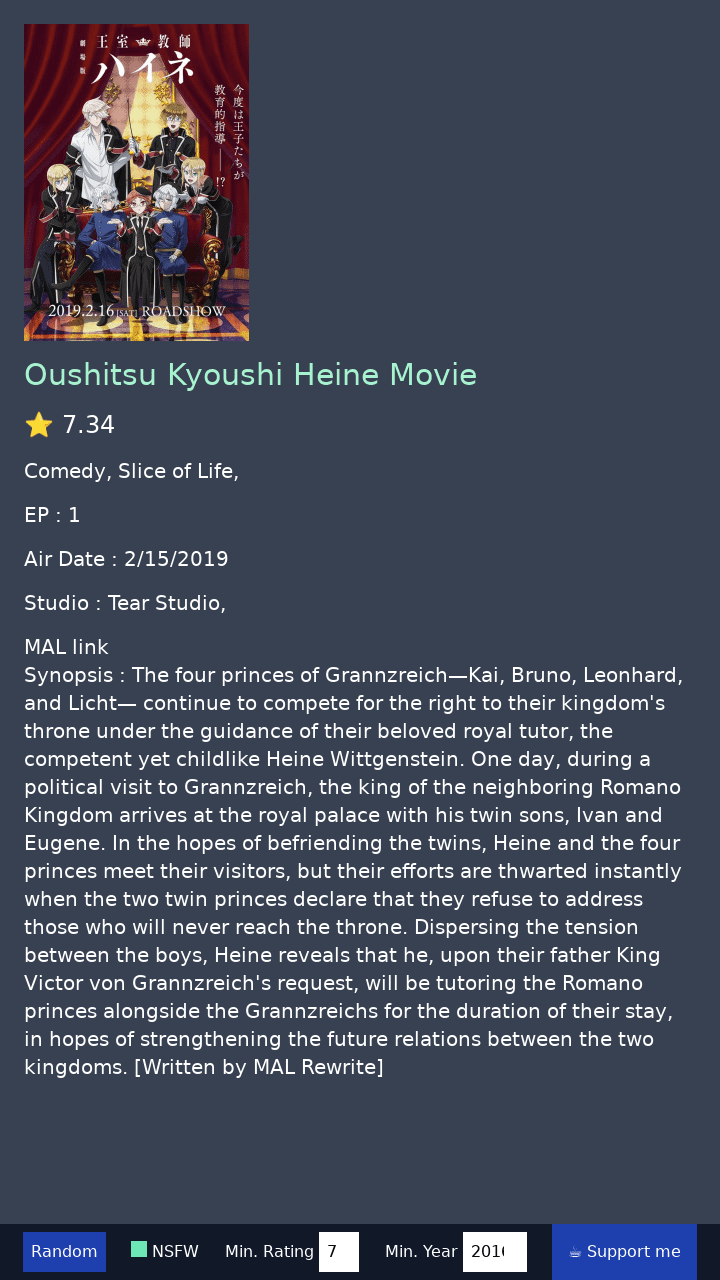 劇場版
王室教師
ハイネ
今度は王子たちが
教育的指導――!?
2019.2.16 [SAT] ROADSHOW
Oushitsu Kyoushi Heine Movie
⭐ 7.34
Comedy, Slice of Life,
EP : 1
Air Date : 2/15/2019
Studio : Tear Studio,
MAL link
Synopsis : The four princes of Grannzreich—Kai, Bruno, Leonhard,
and Licht— continue to compete for the right to their kingdom's
throne under the guidance of their beloved royal tutor, the
competent yet childlike Heine Wittgenstein. One day, during a
political visit to Grannzreich, the king of the neighboring Romano
Kingdom arrives at the royal palace with his twin sons, Ivan and
Eugene. In the hopes of befriending the twins, Heine and the four
princes meet their visitors, but their efforts are thwarted instantly
when the two twin princes declare that they refuse to address
those who will never reach the throne. Dispersing the tension
between the boys, Heine reveals that he, upon their father King
Victor von Grannzreich's request, will be tutoring the Romano
princes alongside the Grannzreichs for the duration of their stay,
in hopes of strengthening the future relations between the two
kingdoms. [Written by MAL Rewrite]
Random NSFW Min. Rating 7 Min. Year 201 ☕ Support me